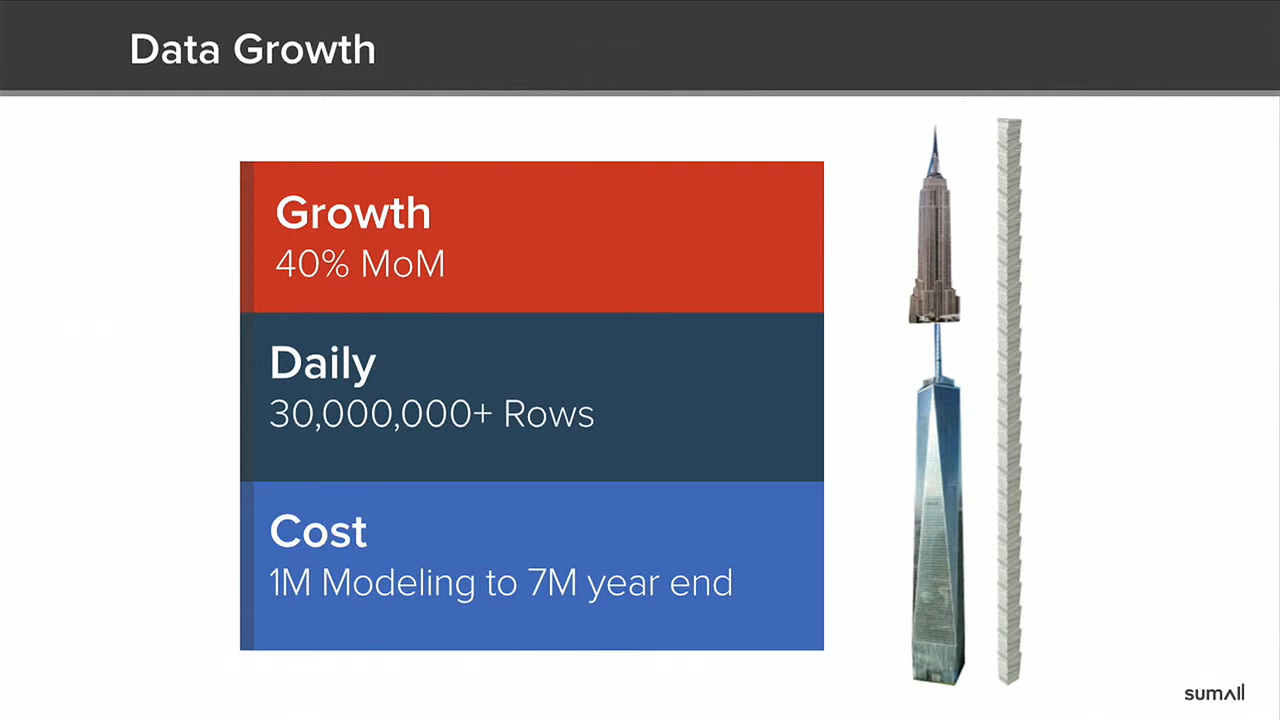 Data Growth
Growth
40% MoM
Daily
30,000,000+ Rows
Cost
1M Modeling to 7M year end
sumall